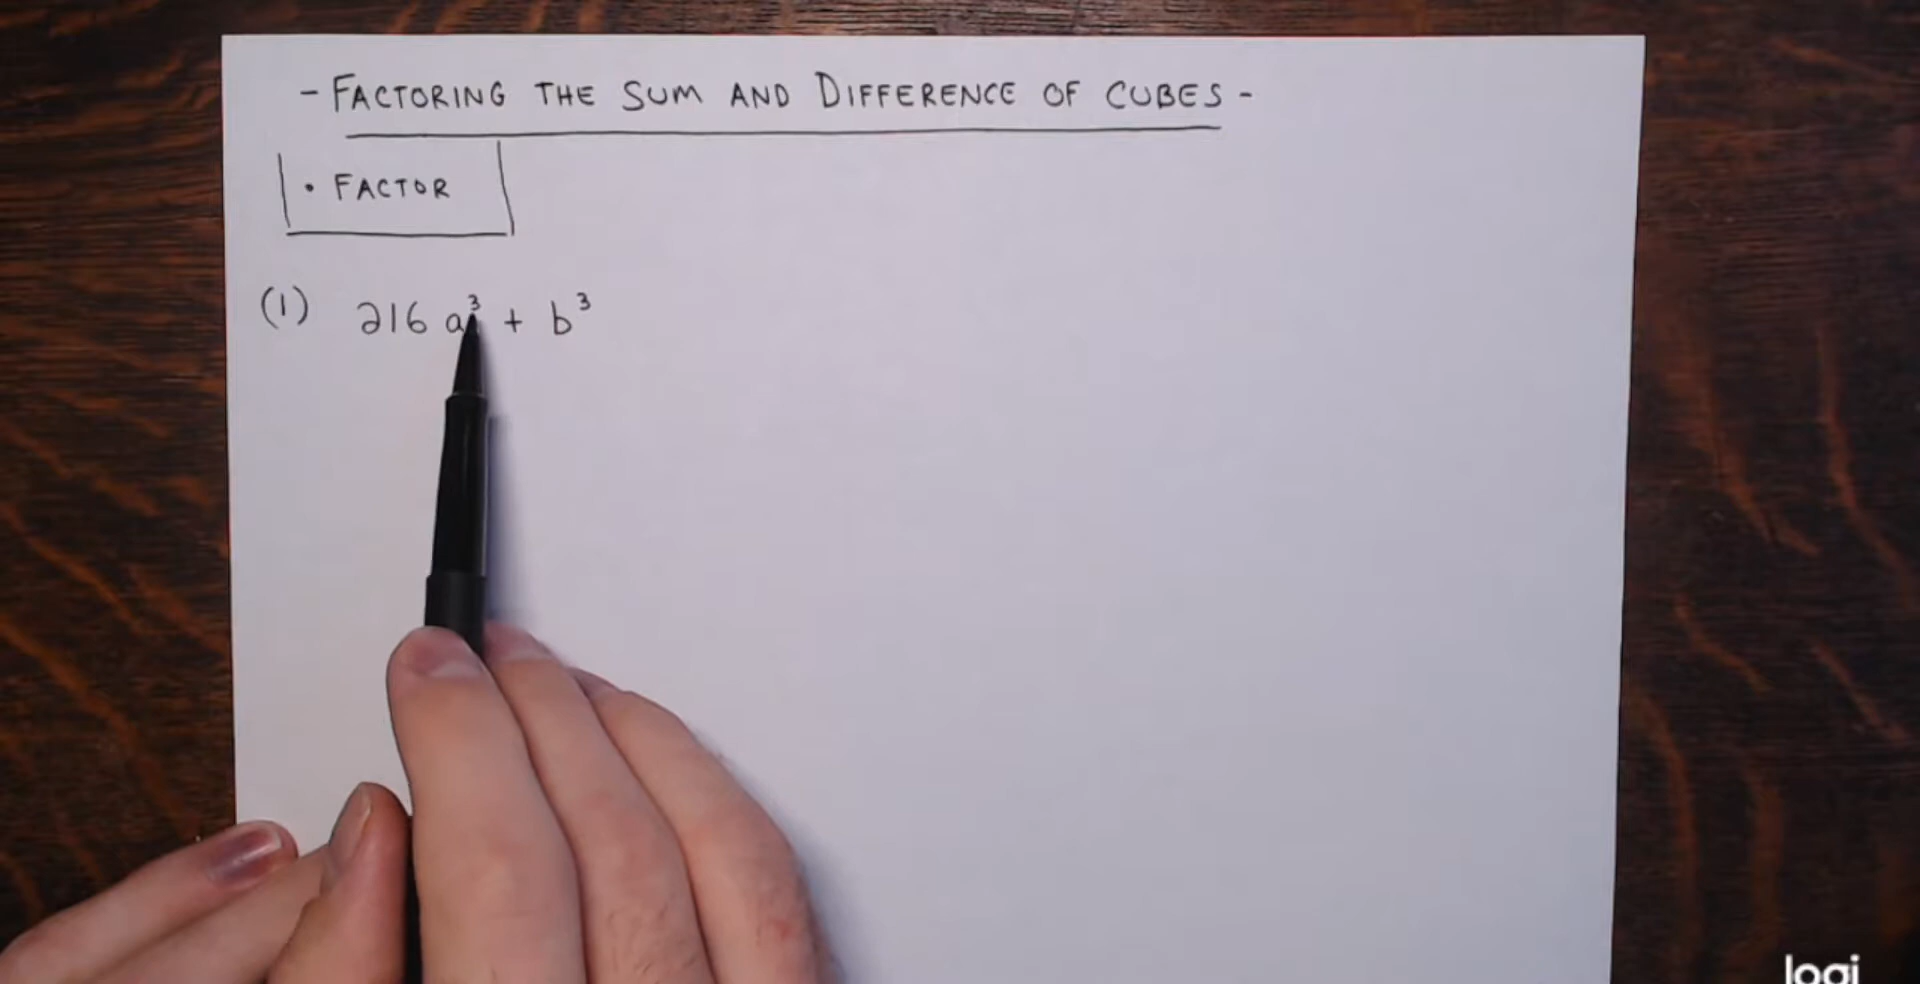 - FACTORING THE SUM AND DIFFERENCE OF CUBES -
• FACTOR
(1) 216 a³ + b³
logi